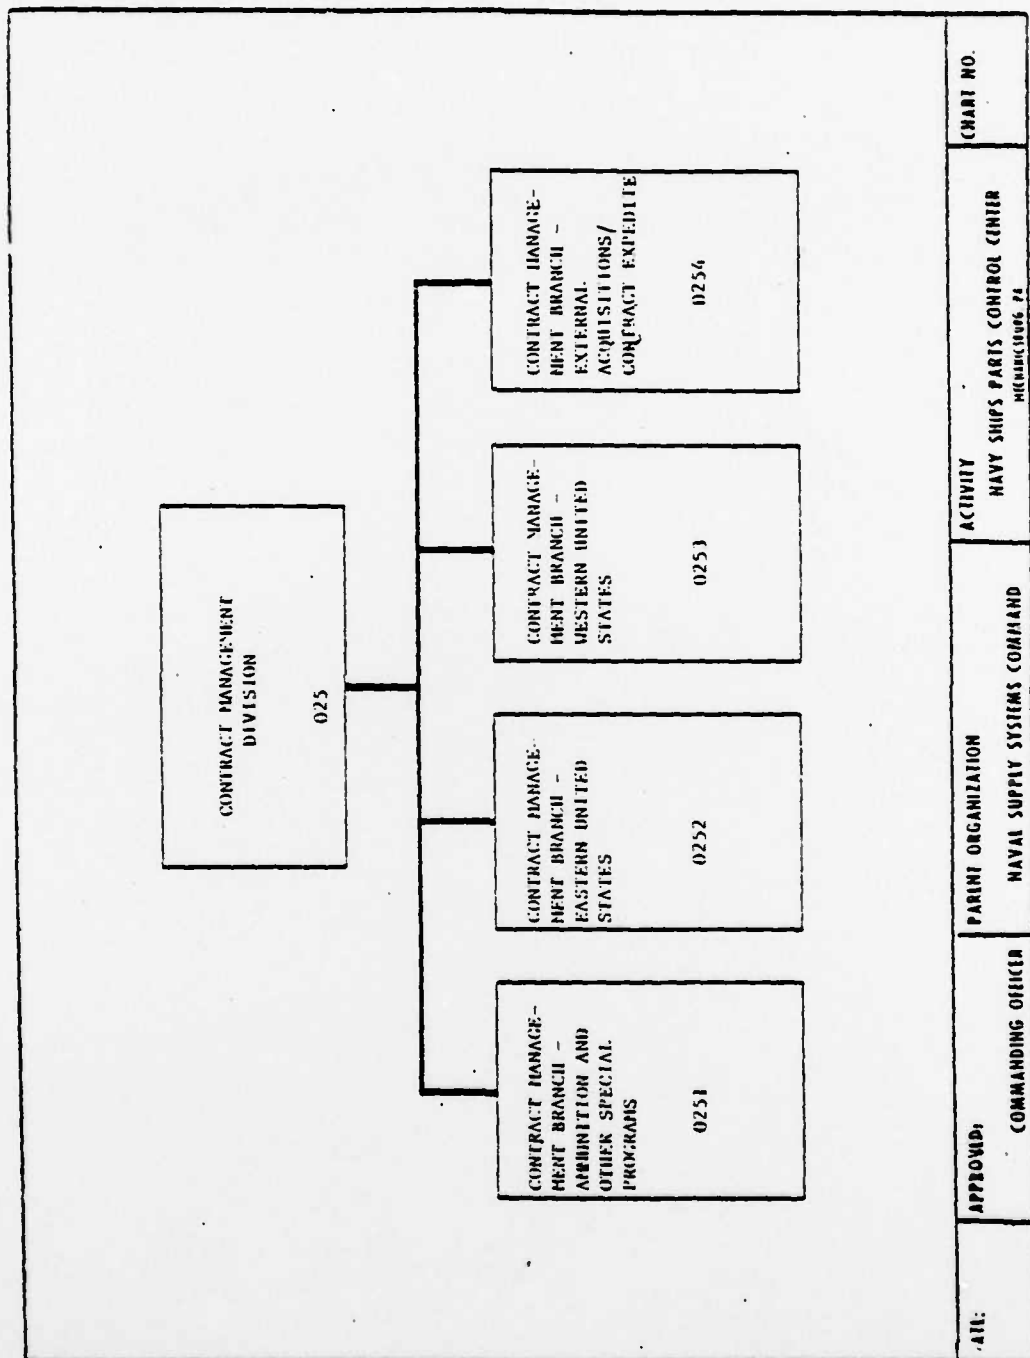 CONTRACT MANAGEMENT
DIVISION
025
CONTRACT MANAGE-
MENT BRANCH -
AMMUNITION AND
OTHER SPECIAL
PROGRAMS
0251
CONTRACT MANAGE-
MENT BRANCH -
EASTERN UNITED
STATES
0252
CONTRACT MANAGE-
MENT BRANCH -
WESTERN UNITED
STATES
0253
CONTRACT MANAGE-
MENT BRANCH -
EXTERNAL
ACQUISITIONS/
CONTRACT EXPEDITE
0254
ATE:
APPROVED:
COMMANDING OFFICER
PARENT ORGANIZATION
NAVAL SUPPLY SYSTEMS COMMAND
ACTIVITY
NAVY SHIPS PARTS CONTROL CENTER
MECHANICSBURG PA
CHART NO.